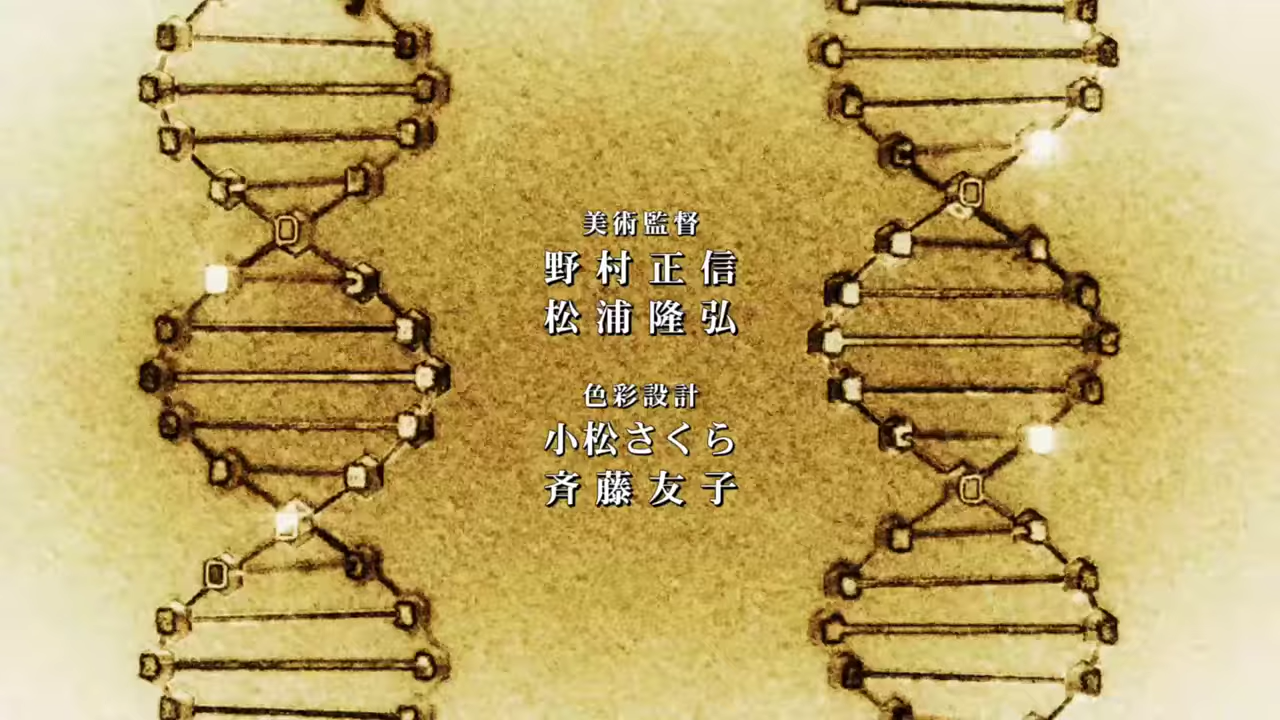 美術監督
野村正信
松浦隆弘
色彩設計
小松さくら
斉藤友子